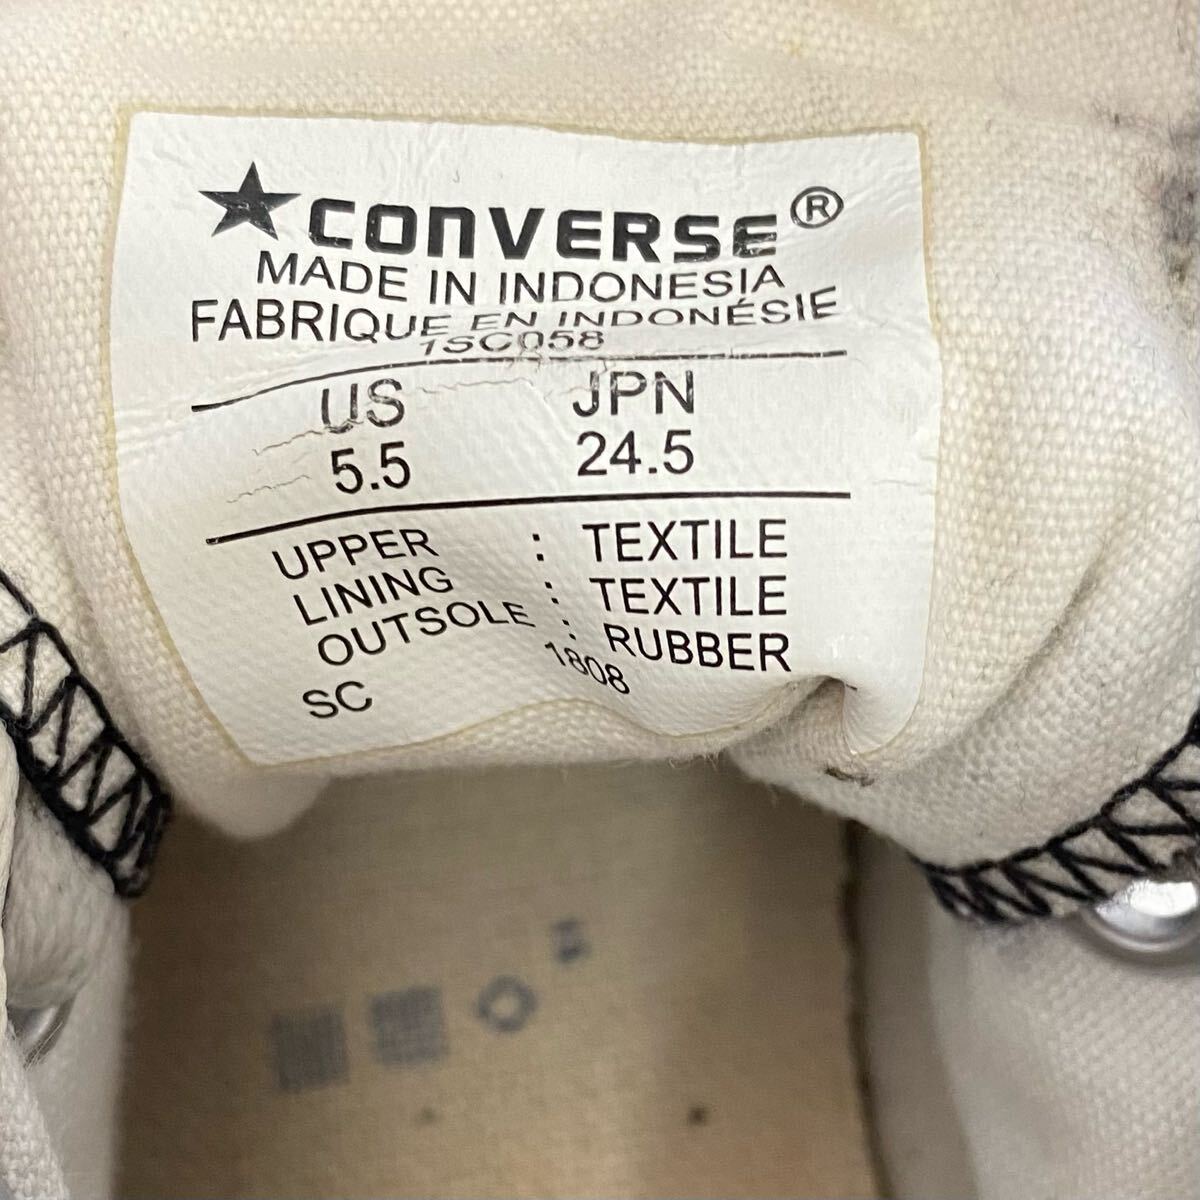 ★CONVERSE®
MADE IN INDONESIA
FABRIQUE EN INDONÉSIE
1SC058
US JPN
5.5 24.5
UPPER : TEXTILE
LINING : TEXTILE
OUTSOLE : RUBBER
SC 1808